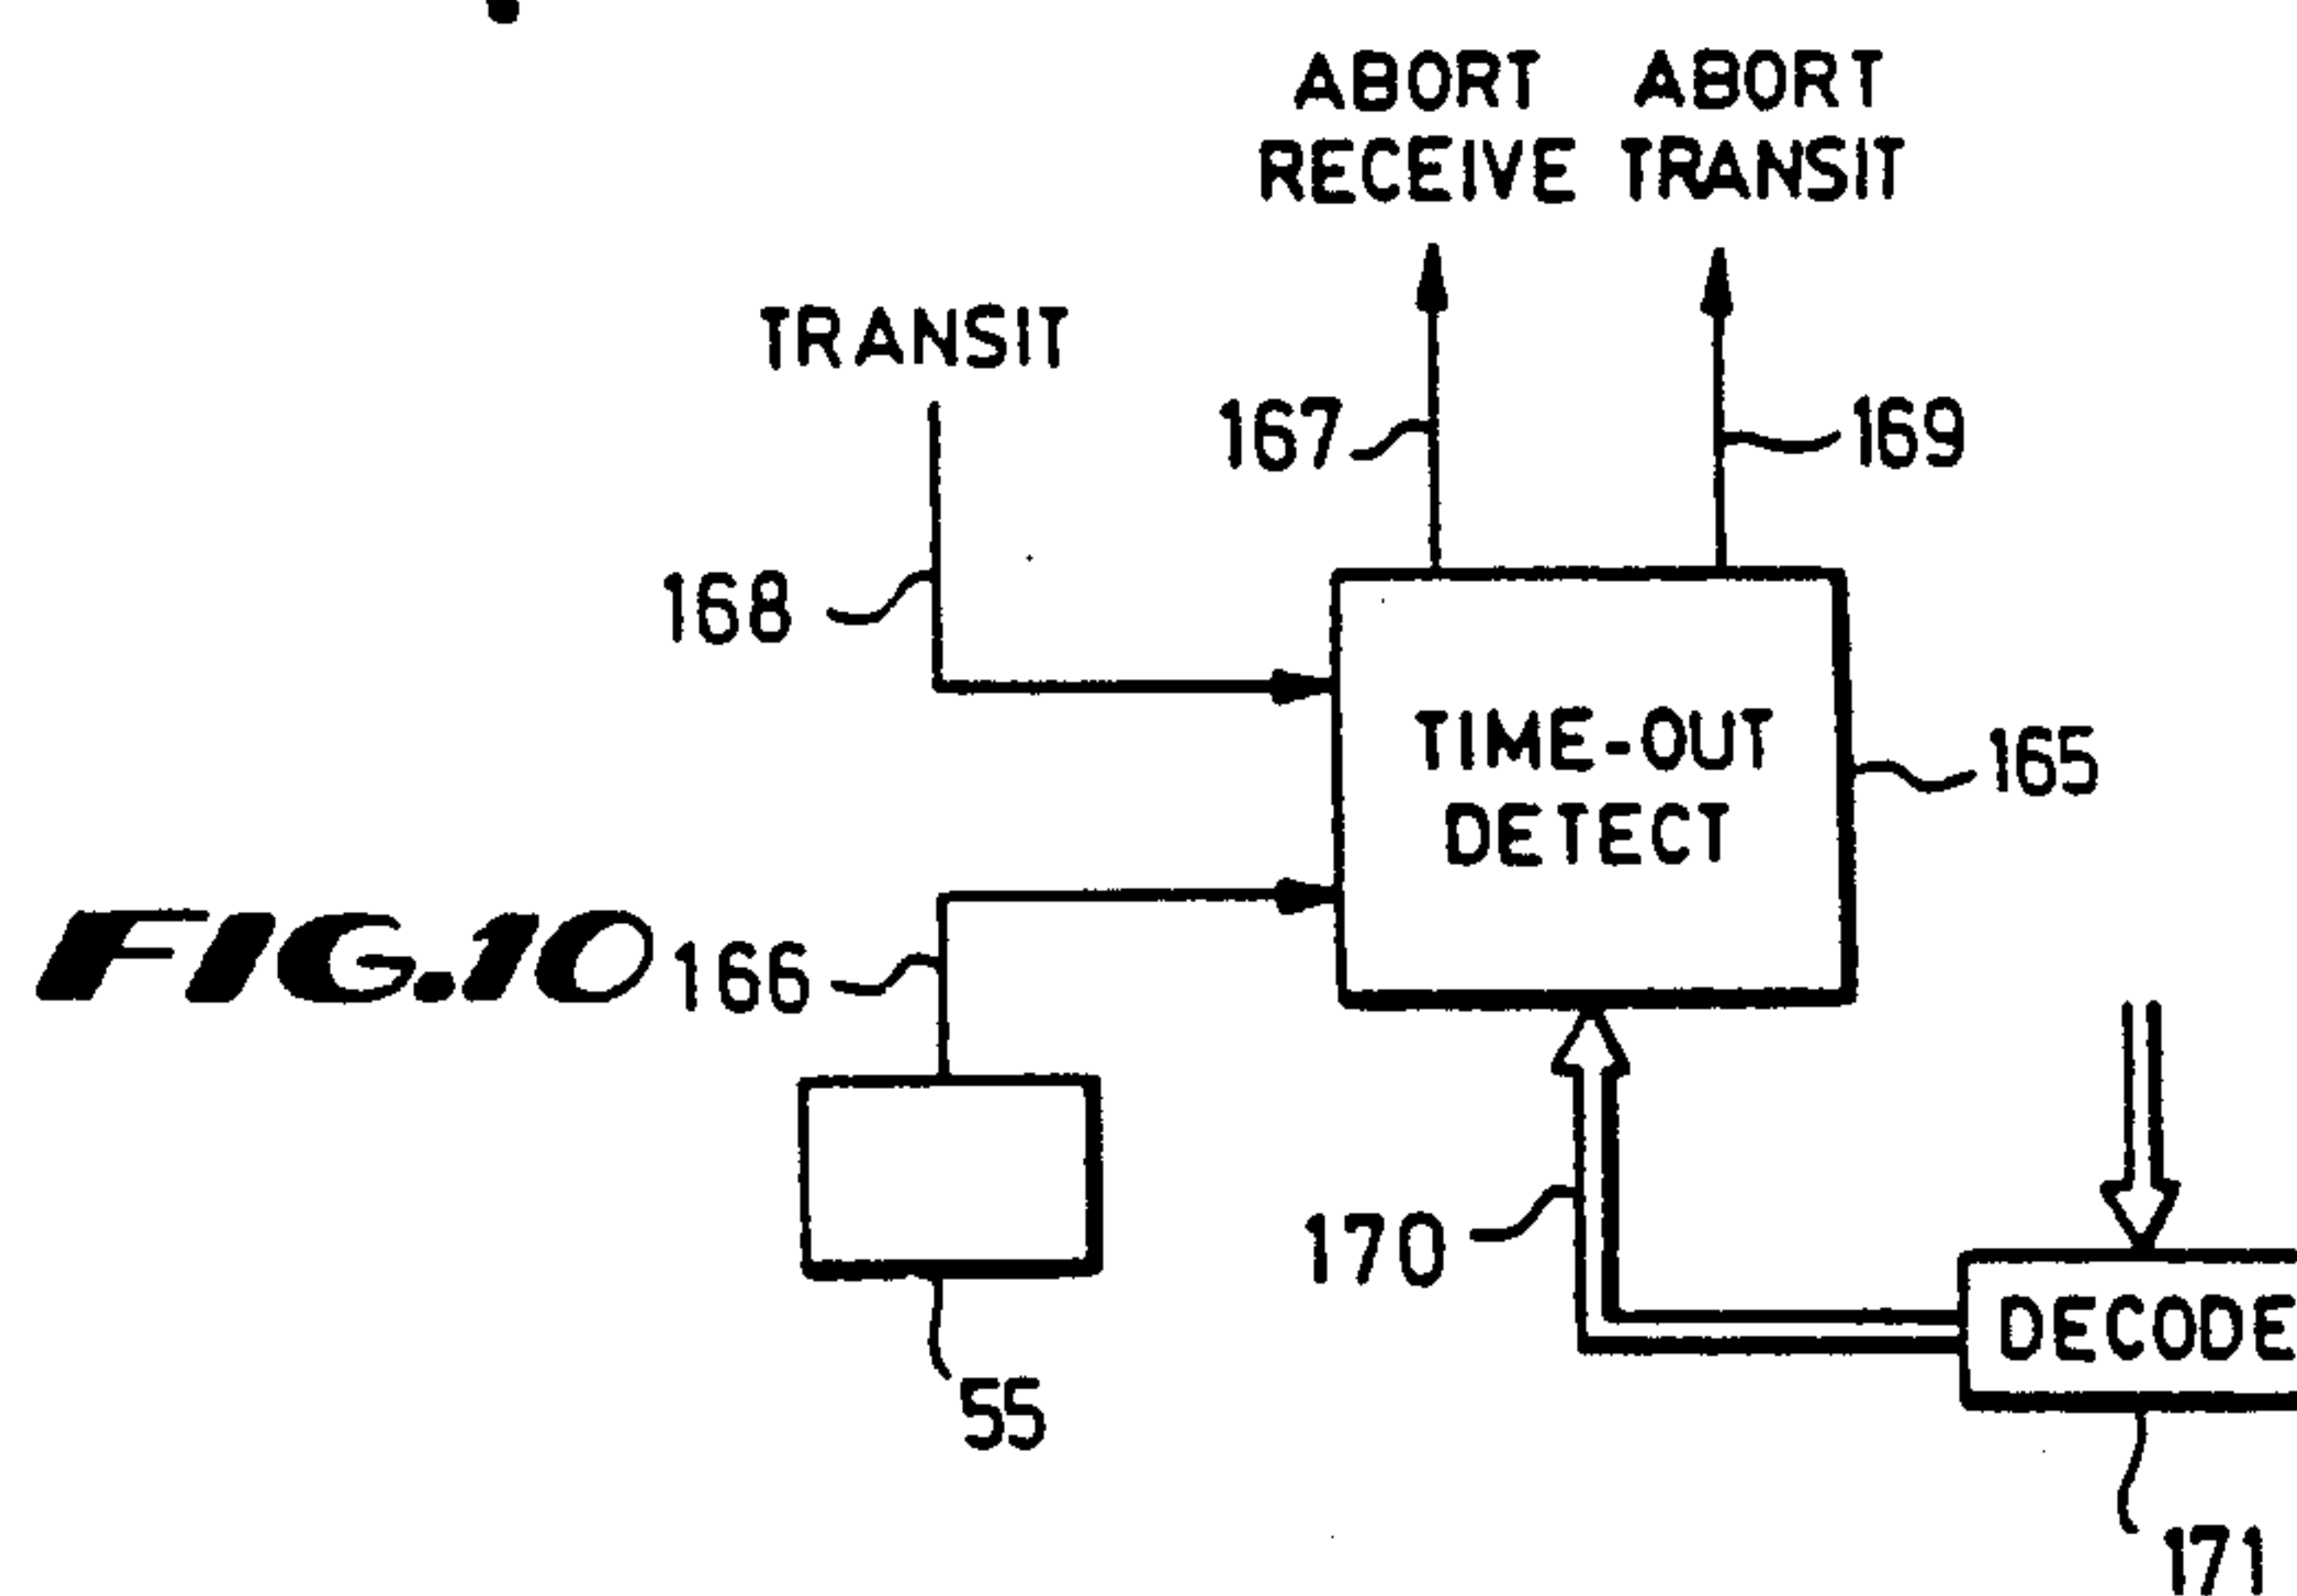 ABORT ABORT
RECEIVE TRANSIT
TRANSIT
167
169
168
TIME-OUT
DETECT
165
FIG.10
166
170
DECODE
55
171